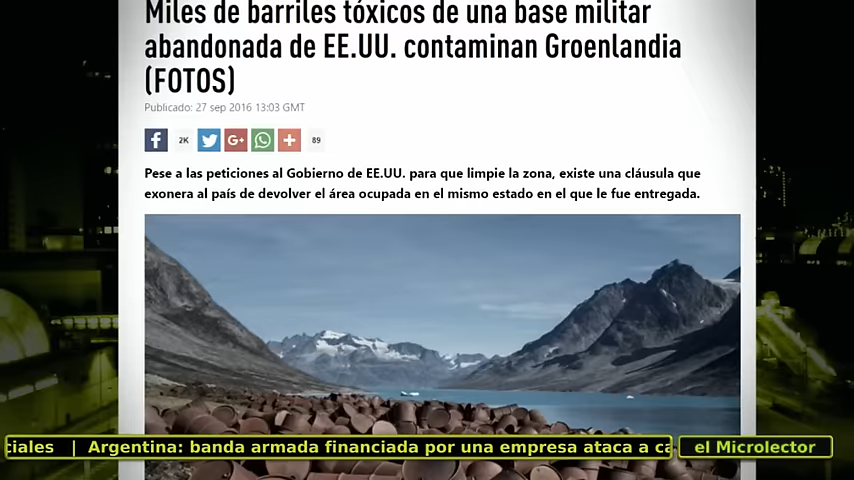 Miles de barriles tóxicos de una base militar
abandonada de EE.UU. contaminan Groenlandia
(FOTOS)
Publicado: 27 sep 2016 13:03 GMT
2K
G+
89
Pese a las peticiones al Gobierno de EE.UU. para que limpie la zona, existe una cláusula que
exonera al país de devolver el área ocupada en el mismo estado en el que le fue entregada.
ciales | Argentina: banda armada financiada por una empresa ataca a ca
el Microlector